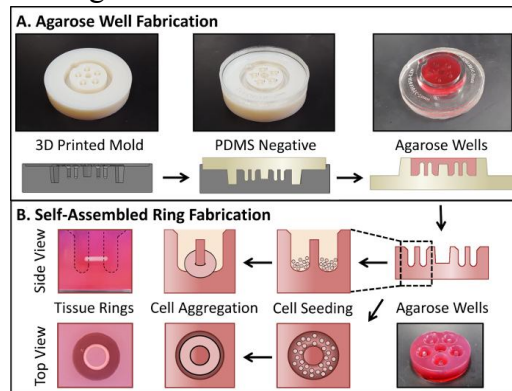 A. Agarose Well Fabrication
3D Printed Mold
PDMS Negative
Agarose Wells
B. Self-Assembled Ring Fabrication
Side View
Tissue Rings
Cell Aggregation
Cell Seeding
Agarose Wells
Top View